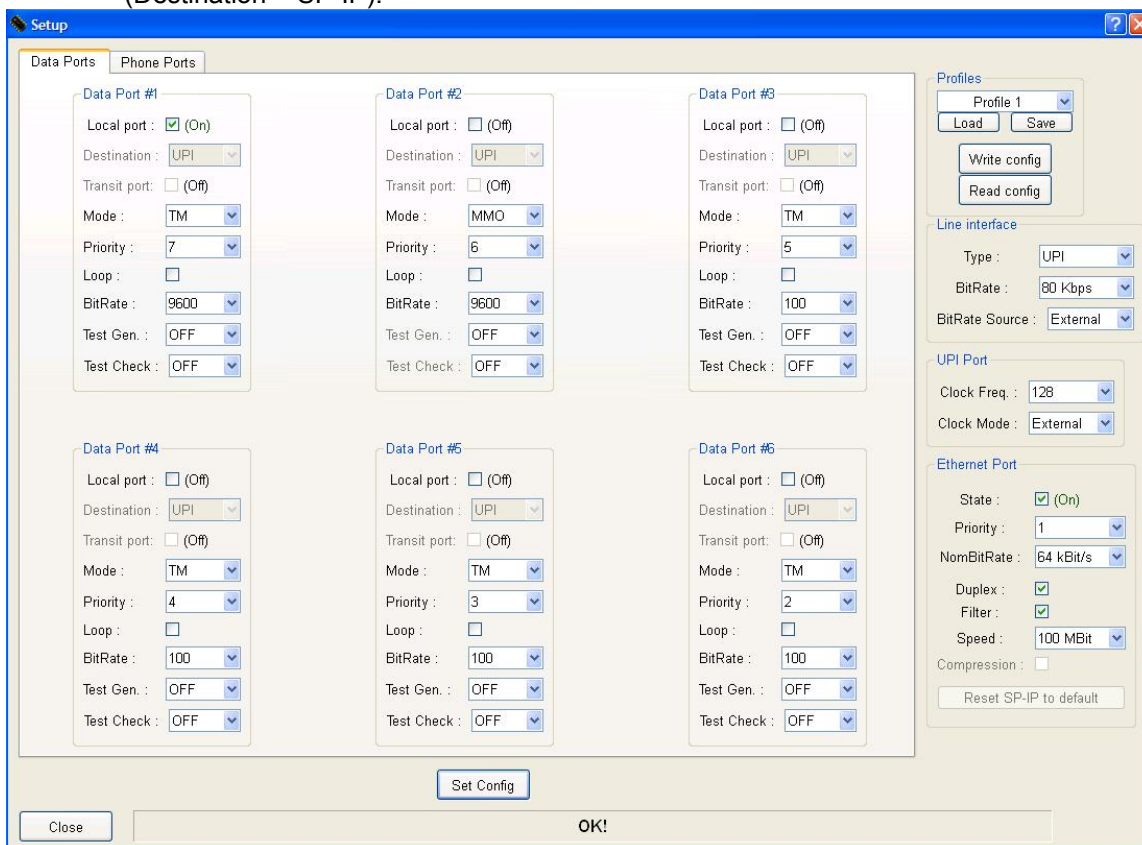 (Destination – SP-IP).
Setup
Data Ports Phone Ports
Data Port #1
Local port : (On)
Destination : UPI
Transit port: (Off)
Mode : TM
Priority : 7
Loop :
BitRate : 9600
Test Gen. : OFF
Test Check : OFF
Data Port #2
Local port : (Off)
Destination : UPI
Transit port: (Off)
Mode : MMO
Priority : 6
Loop :
BitRate : 9600
Test Gen. : OFF
Test Check : OFF
Data Port #3
Local port : (Off)
Destination : UPI
Transit port: (Off)
Mode : TM
Priority : 5
Loop :
BitRate : 100
Test Gen. : OFF
Test Check : OFF
Data Port #4
Local port : (Off)
Destination : UPI
Transit port: (Off)
Mode : TM
Priority : 4
Loop :
BitRate : 100
Test Gen. : OFF
Test Check : OFF
Data Port #5
Local port : (Off)
Destination : UPI
Transit port: (Off)
Mode : TM
Priority : 3
Loop :
BitRate : 100
Test Gen. : OFF
Test Check : OFF
Data Port #6
Local port : (Off)
Destination : UPI
Transit port: (Off)
Mode : TM
Priority : 2
Loop :
BitRate : 100
Test Gen. : OFF
Test Check : OFF
Profiles
Profile 1
Load Save
Write config
Read config
Line interface
Type : UPI
BitRate : 80 Kbps
BitRate Source : External
UPI Port
Clock Freq. : 128
Clock Mode : External
Ethernet Port
State : (On)
Priority : 1
NomBitRate : 64 kBit/s
Duplex :
Filter :
Speed : 100 MBit
Compression :
Reset SP-IP to default
Set Config
Close
OK!